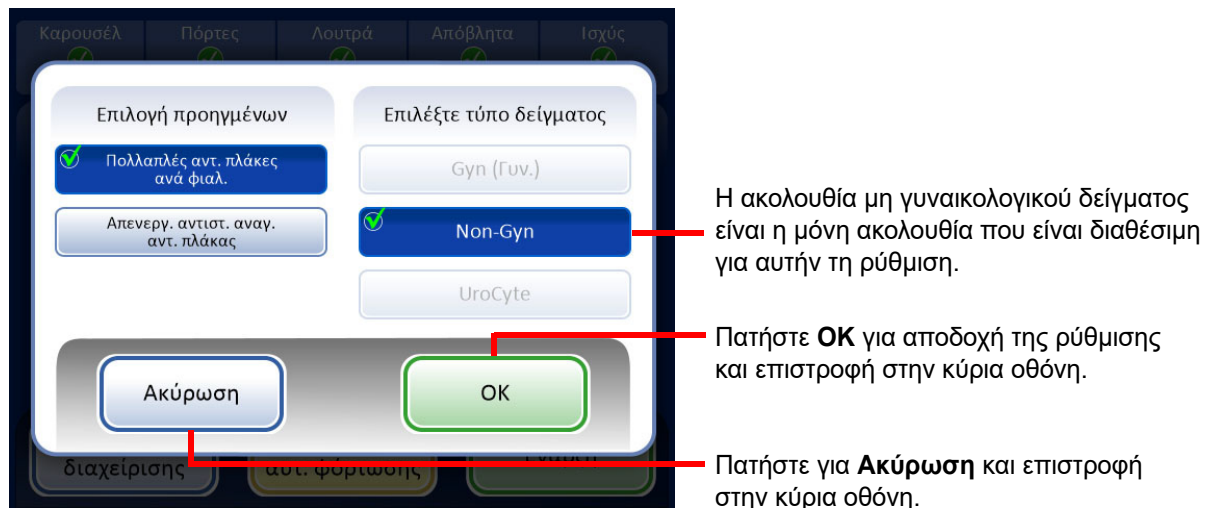 Καρουσέλ Πόρτες Λουτρά Απόβλητα Ισχύς
Επιλογή προηγμένων
Πολλαπλές αντ. πλάκες
ανά φιαλ.
Απενεργ. αντιστ. αναγ.
αντ. πλάκας
Επιλέξτε τύπο δείγματος
Gyn (Γυν.)
Non-Gyn
UroCyte
Ακύρωση
OK
διαχείρισης
αυτ. φόρτωσης
Η ακολουθία μη γυναικολογικού δείγματος
είναι η μόνη ακολουθία που είναι διαθέσιμη
για αυτήν τη ρύθμιση.
Πατήστε OK για αποδοχή της ρύθμισης
και επιστροφή στην κύρια οθόνη.
Πατήστε για Ακύρωση και επιστροφή
στην κύρια οθόνη.